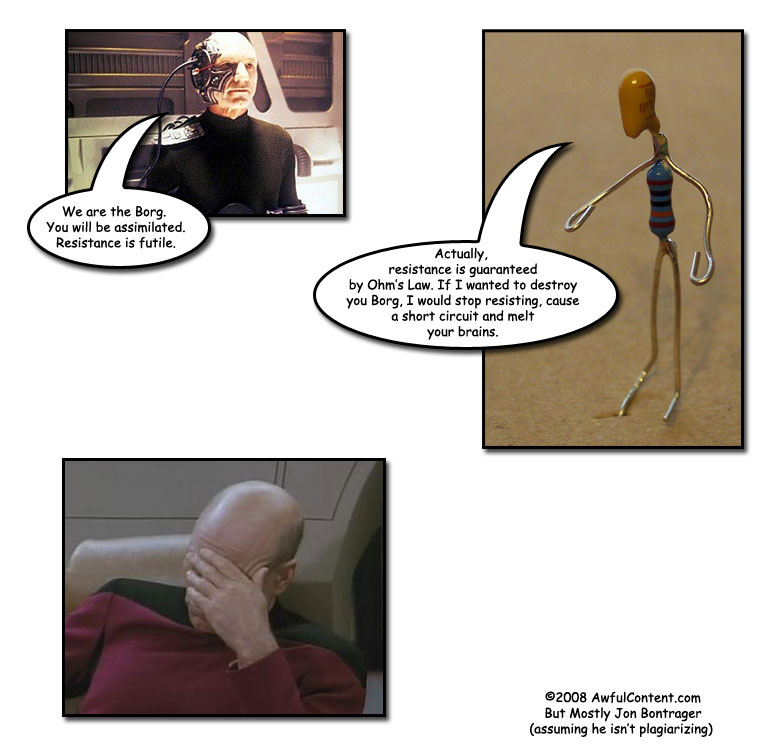 We are the Borg.
You will be assimilated.
Resistance is futile.
Actually,
resistance is guaranteed
by Ohm's Law. If I wanted to destroy
you Borg, I would stop resisting, cause
a short circuit and melt
your brains.
©2008 AwfulContent.com
But Mostly Jon Bontrager
(assuming he isn't plagiarizing)